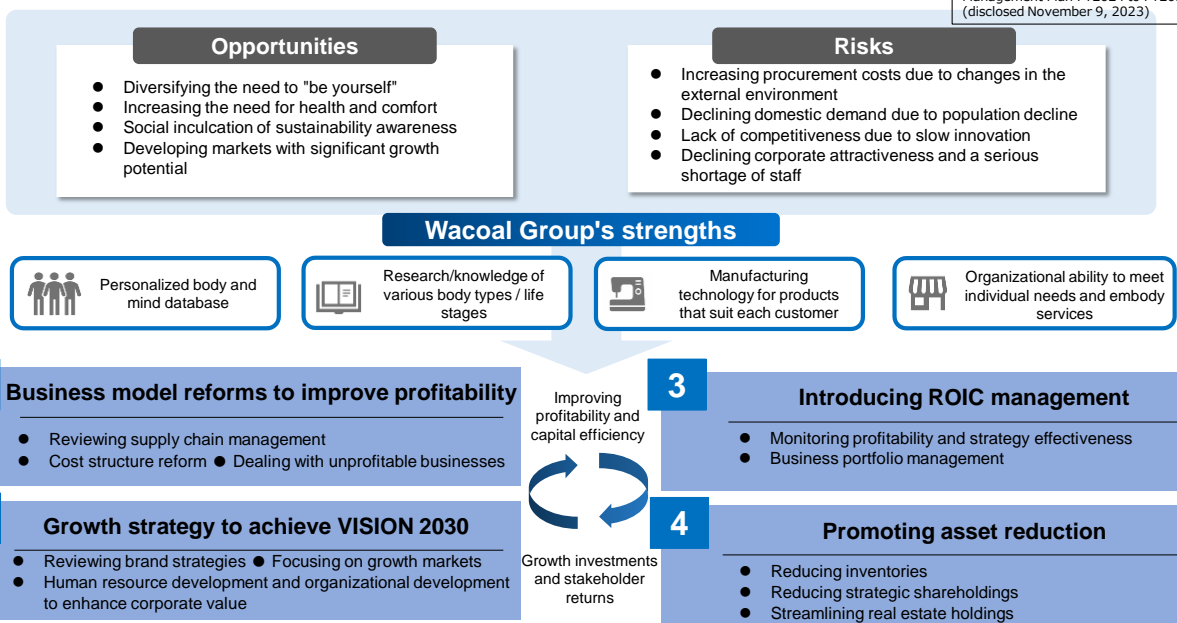 (disclosed November 9, 2023)
Opportunities
● Diversifying the need to "be yourself"
● Increasing the need for health and comfort
● Social inculcation of sustainability awareness
● Developing markets with significant growth
potential
Risks
● Increasing procurement costs due to changes in the
external environment
● Declining domestic demand due to population decline
● Lack of competitiveness due to slow innovation
● Declining corporate attractiveness and a serious
shortage of staff
Wacoal Group's strengths
Personalized body and
mind database
Research/knowledge of
various body types / life
stages
Manufacturing
technology for products
that suit each customer
Organizational ability to meet
individual needs and embody
services
Business model reforms to improve profitability
● Reviewing supply chain management
● Cost structure reform ● Dealing with unprofitable businesses
Growth strategy to achieve VISION 2030
● Reviewing brand strategies ● Focusing on growth markets
● Human resource development and organizational development
to enhance corporate value
Improving
profitability and
capital efficiency
Growth investments
and stakeholder
returns
3
Introducing ROIC management
● Monitoring profitability and strategy effectiveness
● Business portfolio management
4
Promoting asset reduction
● Reducing inventories
● Reducing strategic shareholdings
● Streamlining real estate holdings